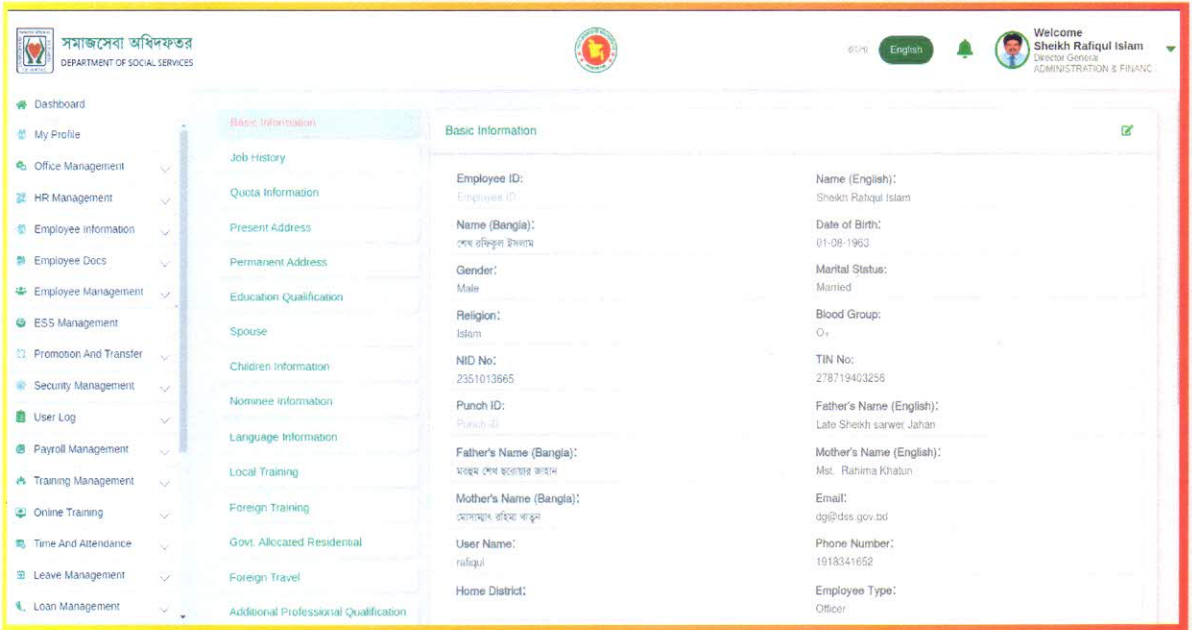 সমাজসেবা অধিদফতর
DEPARTMENT OF SOCIAL SERVICES
বাংলা
English
Welcome
Sheikh Rafiqul Islam
Director General
ADMINISTRATION & FINANC
Dashboard
My Profile
Office Management
HR Management
Employee Information
Employee Docs
Employee Management
ESS Management
Promotion And Transfer
Security Management
User Log
Payroll Management
Training Management
Online Training
Time And Attendance
Leave Management
Loan Management
Basic Information
Job History
Quota Information
Present Address
Permanent Address
Education Qualification
Spouse
Children Information
Nominee Information
Language Information
Local Training
Foreign Training
Govt. Allocated Residential
Foreign Travel
Additional Professional Qualification
Basic Information
Employee ID:
Employee ID
Name (English):
Sheikh Rafiqul Islam
Name (Bangla):
শেখ রফিকুল ইসলাম
Date of Birth:
01-08-1963
Gender:
Male
Marital Status:
Married
Religion:
Islam
Blood Group:
O+
NID No:
2351013665
TIN No:
278719403256
Punch ID:
Punch ID
Father's Name (English):
Late Sheikh sarwer Jahan
Father's Name (Bangla):
মরহুম শেখ ছরোয়ার জাহান
Mother's Name (English):
Mst. Rahima Khatun
Mother's Name (Bangla):
মোসাম্মাৎ রহিমা খাতুন
Email:
dg@dss.gov.bd
User Name:
rafiqul
Phone Number:
1918341652
Home District:
Employee Type:
Officer